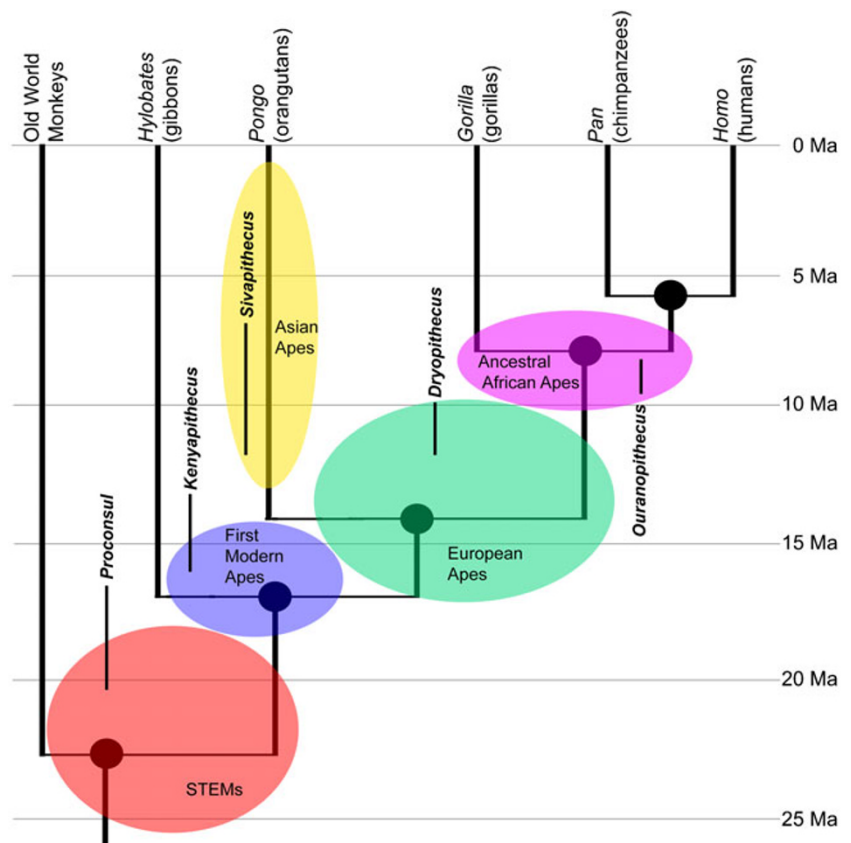 Old World
Monkeys
Hylobates
(gibbons)
Pongo
(orangutans)
Gorilla
(gorillas)
Pan
(chimpanzees)
Homo
(humans)
0 Ma
Sivapithecus
5 Ma
Asian
Apes
Dryopithecus
Ancestral
African Apes
Kenyapithecus
10 Ma
Ouranopithecus
Proconsul
First
Modern
Apes
15 Ma
European
Apes
20 Ma
STEMs
25 Ma